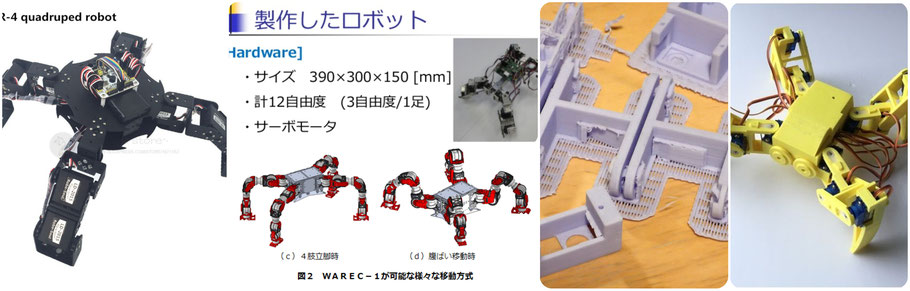 R-4 quadruped robot
製作したロボット
Hardware]
・サイズ 390×300×150 [mm]
・計12自由度 (3自由度/1足)
・サーボモータ
(c) 4肢立脚時
(d) 腹ばい移動時
図2 WAREC-1が可能な様々な移動方式